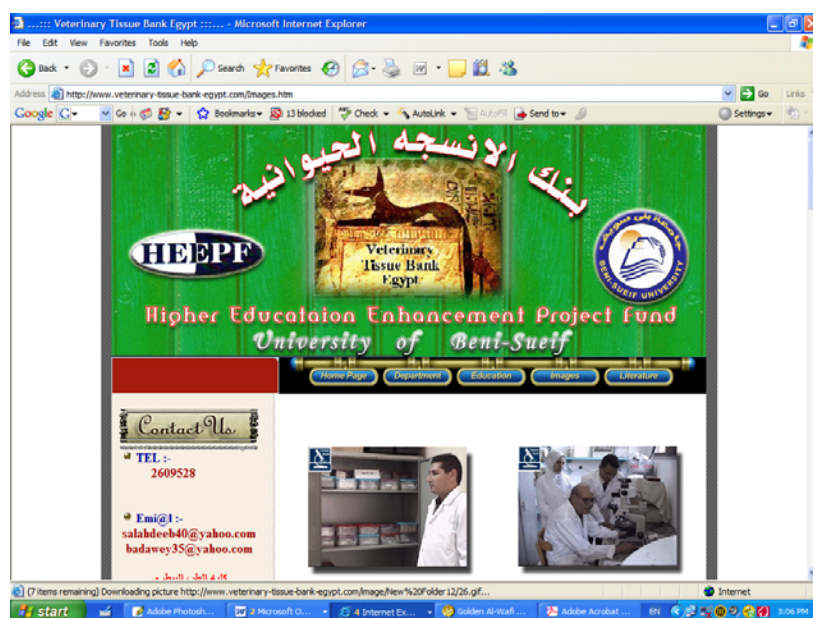 ...::: Veterinary Tissue Bank Egypt :::... - Microsoft Internet Explorer
File Edit View Favorites Tools Help
Back Search Favorites
Address http://www.veterinary-tissue-bank-egypt.com/Images.htm Go Links
Google G Go Bookmarks 13 blocked Check AutoLink AutoFill Send to Settings
بنك الانسجه الحيوانية
HEEPF
Veterinary
Tissue Bank
Egypt
جامعة بنى سويف
BENI-SUEIF UNIVERSITY
Higher Educataion Enhancement Project Fund
University of Beni-Sueif
Home Page Department Education Images Literature
Contact Us
TEL :-
2609528
Emi@l :-
salahdeeb40@yahoo.com
badawey35@yahoo.com
(7 items remaining) Downloading picture http://www.veterinary-tissue-bank-egypt.com/image/New%20Folder12/26.gif... Internet
start Adobe Photosh... 2 Microsoft O... 4 Internet Ex... Golden Al-Wafi ... Adobe Acrobat ... EN 3:06 PM